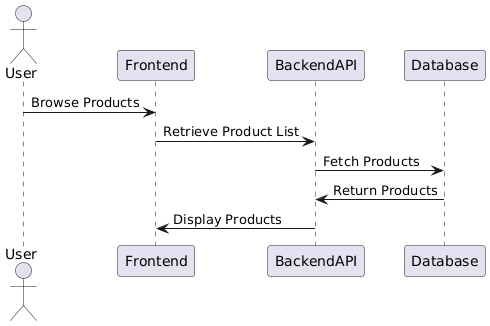 User
Frontend
BackendAPI
Database
Browse Products
Retrieve Product List
Fetch Products
Return Products
Display Products
User
Frontend
BackendAPI
Database